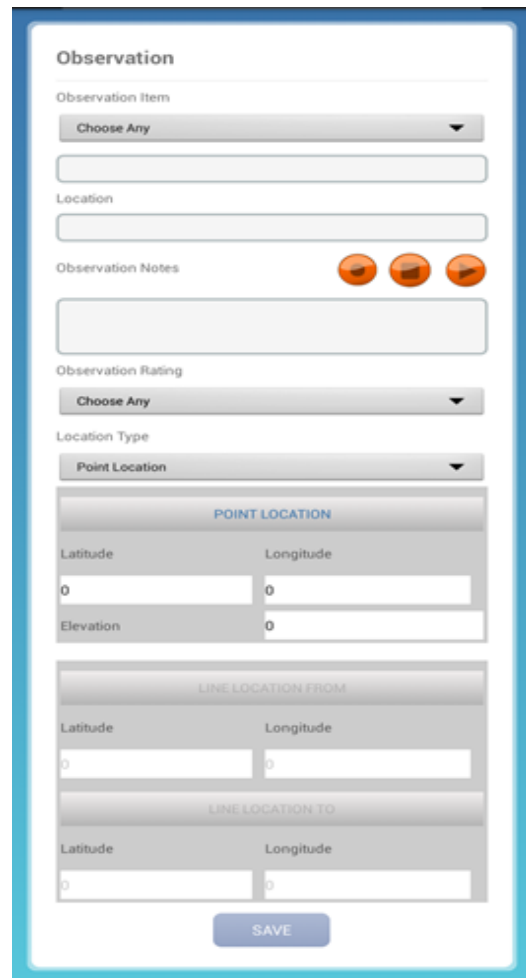 Observation
Observation Item
Choose Any
Location
Observation Notes
Observation Rating
Choose Any
Location Type
Point Location
POINT LOCATION
Latitude Longitude
0 0
Elevation 0
LINE LOCATION FROM
Latitude Longitude
0 0
LINE LOCATION TO
Latitude Longitude
0 0
SAVE